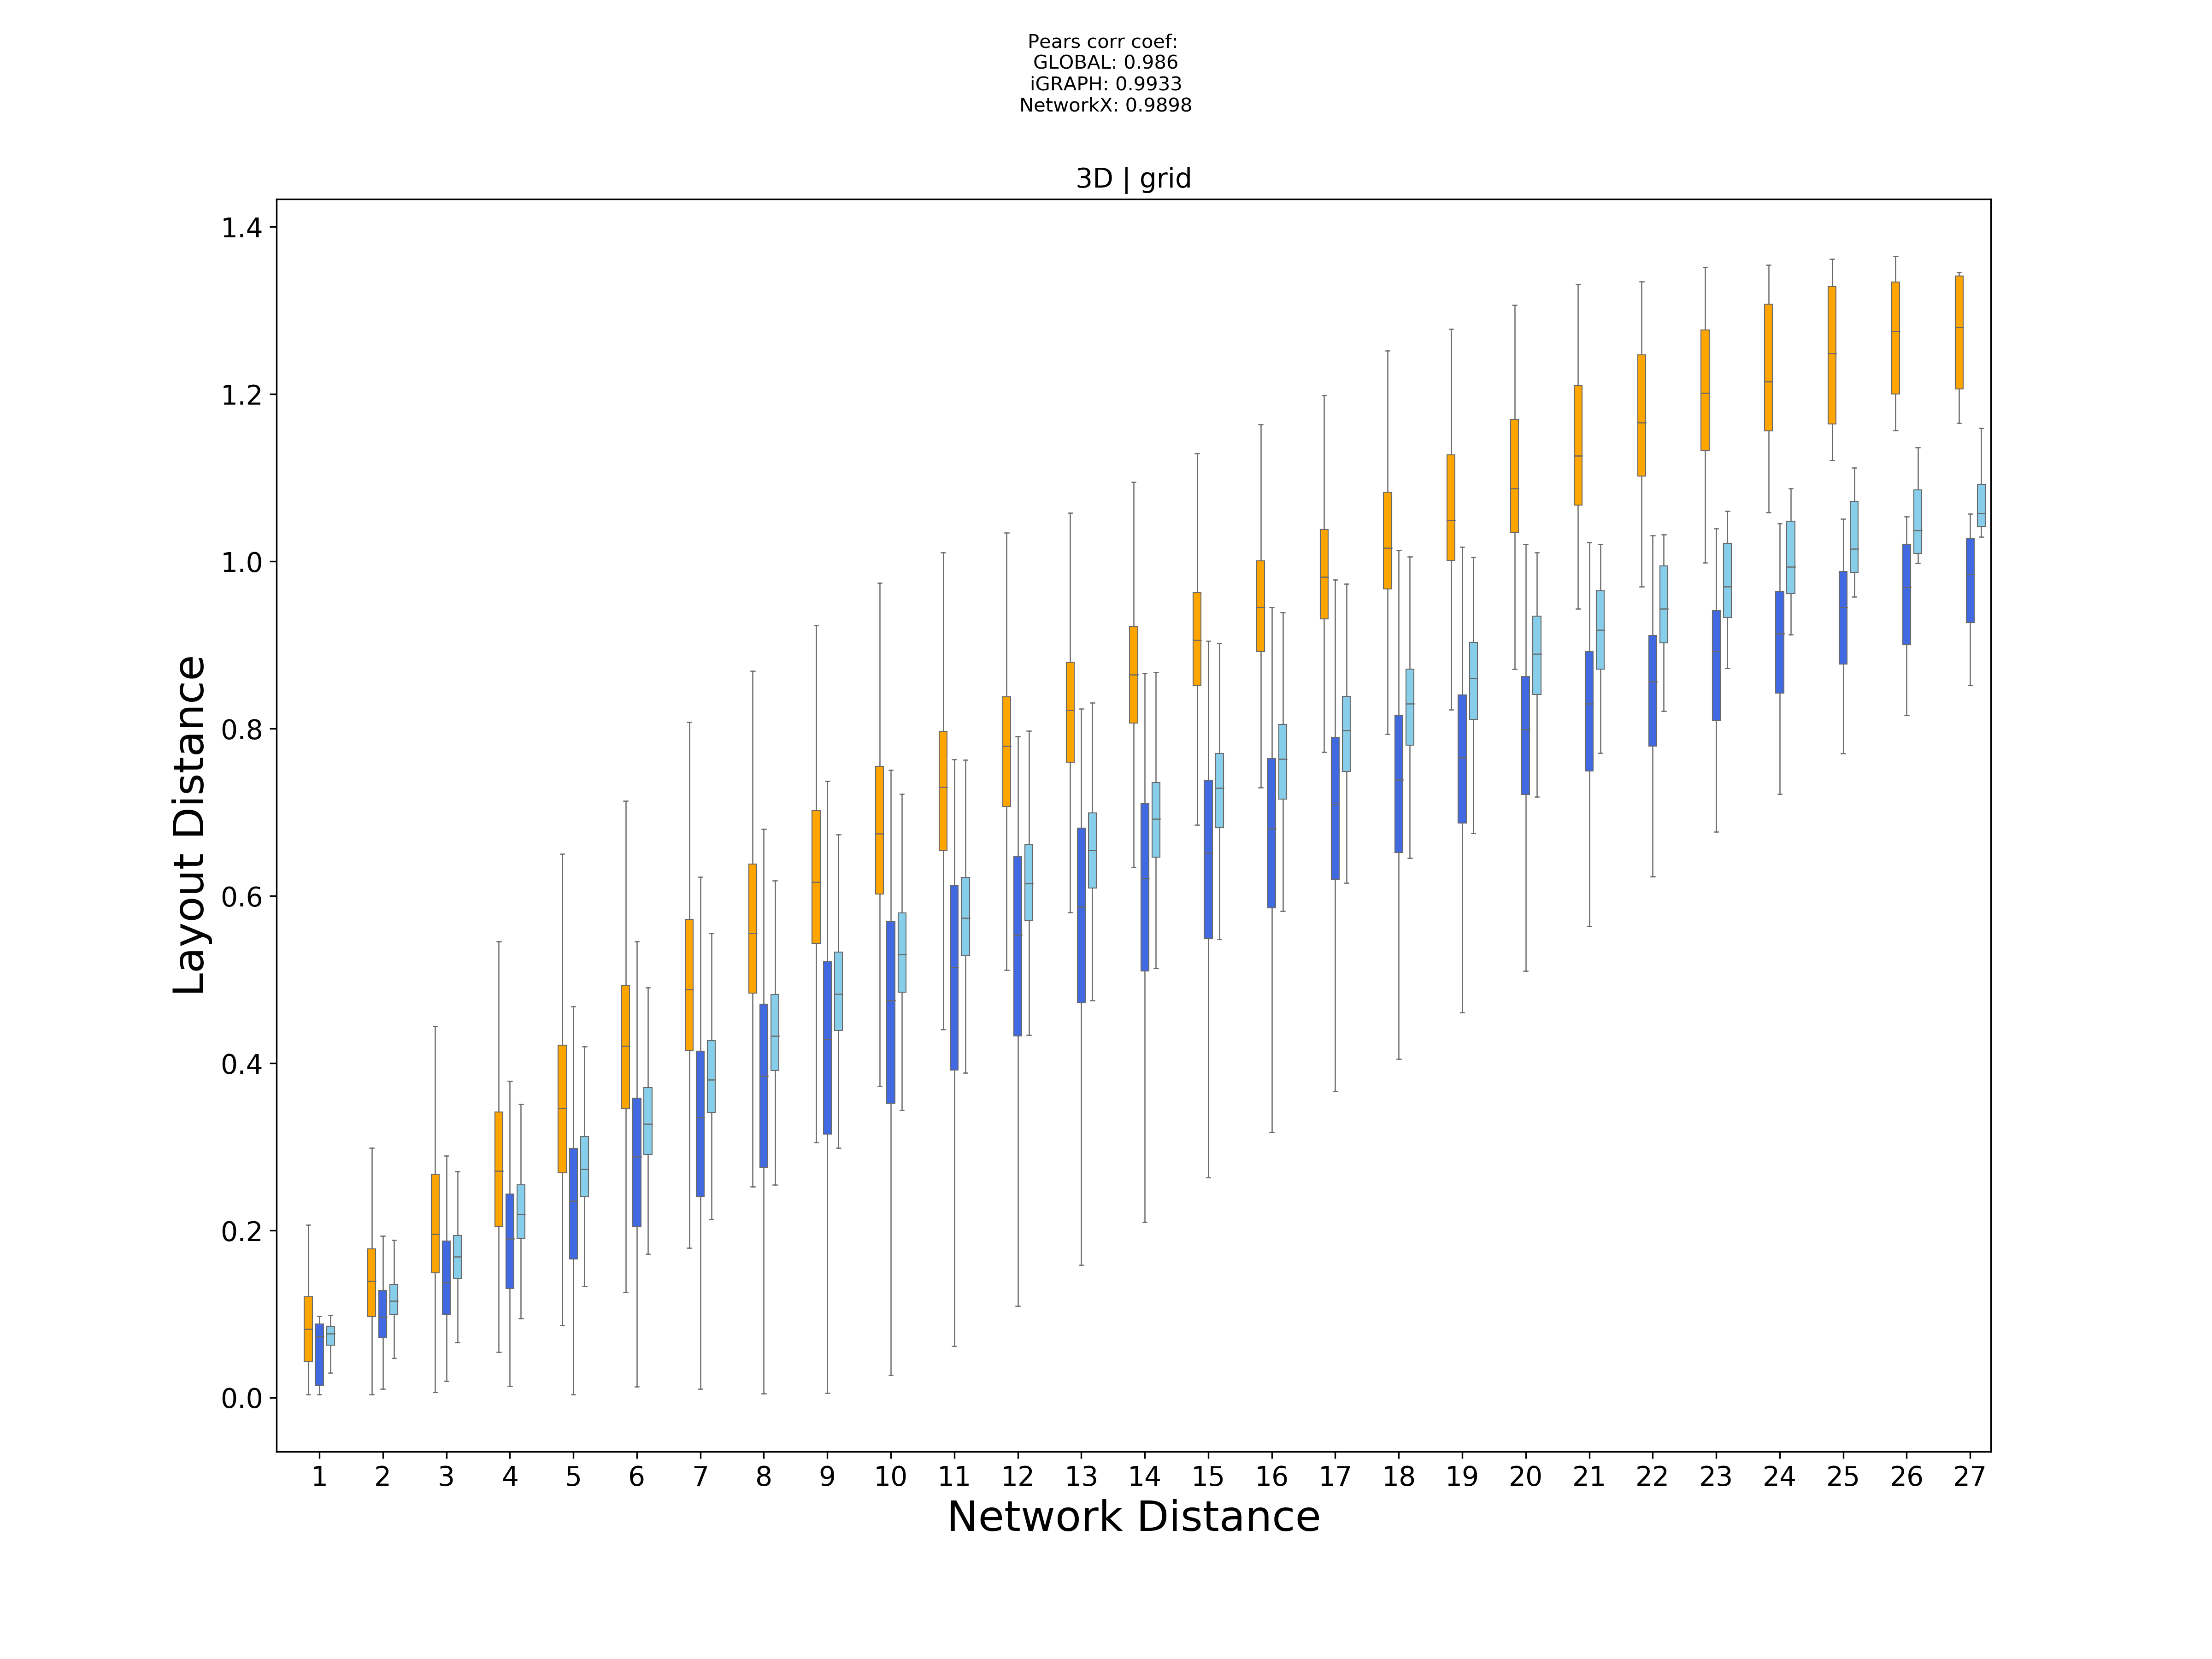 Pears corr coef:
GLOBAL: 0.986
iGRAPH: 0.9933
NetworkX: 0.9898
3D | grid
1.4
1.2
1.0
0.8
0.6
0.4
0.2
0.0
Layout Distance
1 2 3 4 5 6 7 8 9 10 11 12 13 14 15 16 17 18 19 20 21 22 23 24 25 26 27
Network Distance